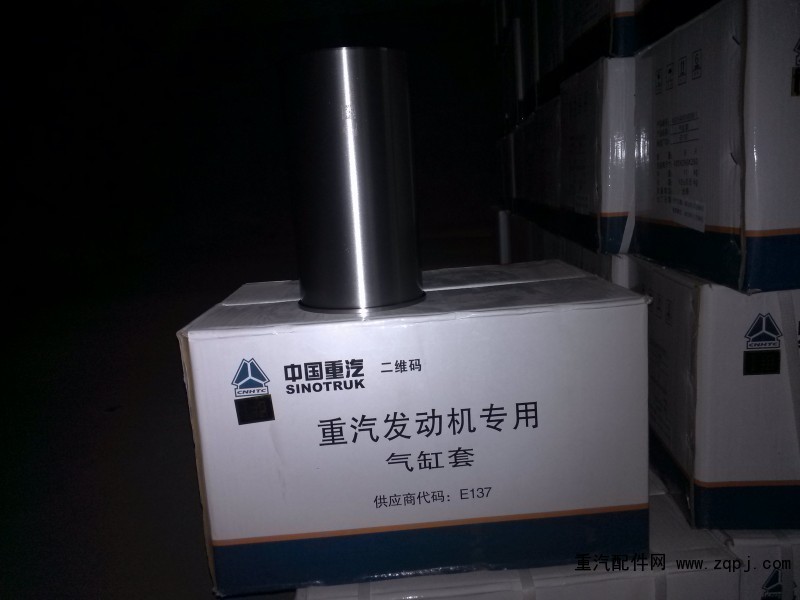 CNHTC
中国重汽 二维码
SINOTRUK
重汽发动机专用
气缸套
供应商代码：E137
重汽配件网 www.zqpj.com